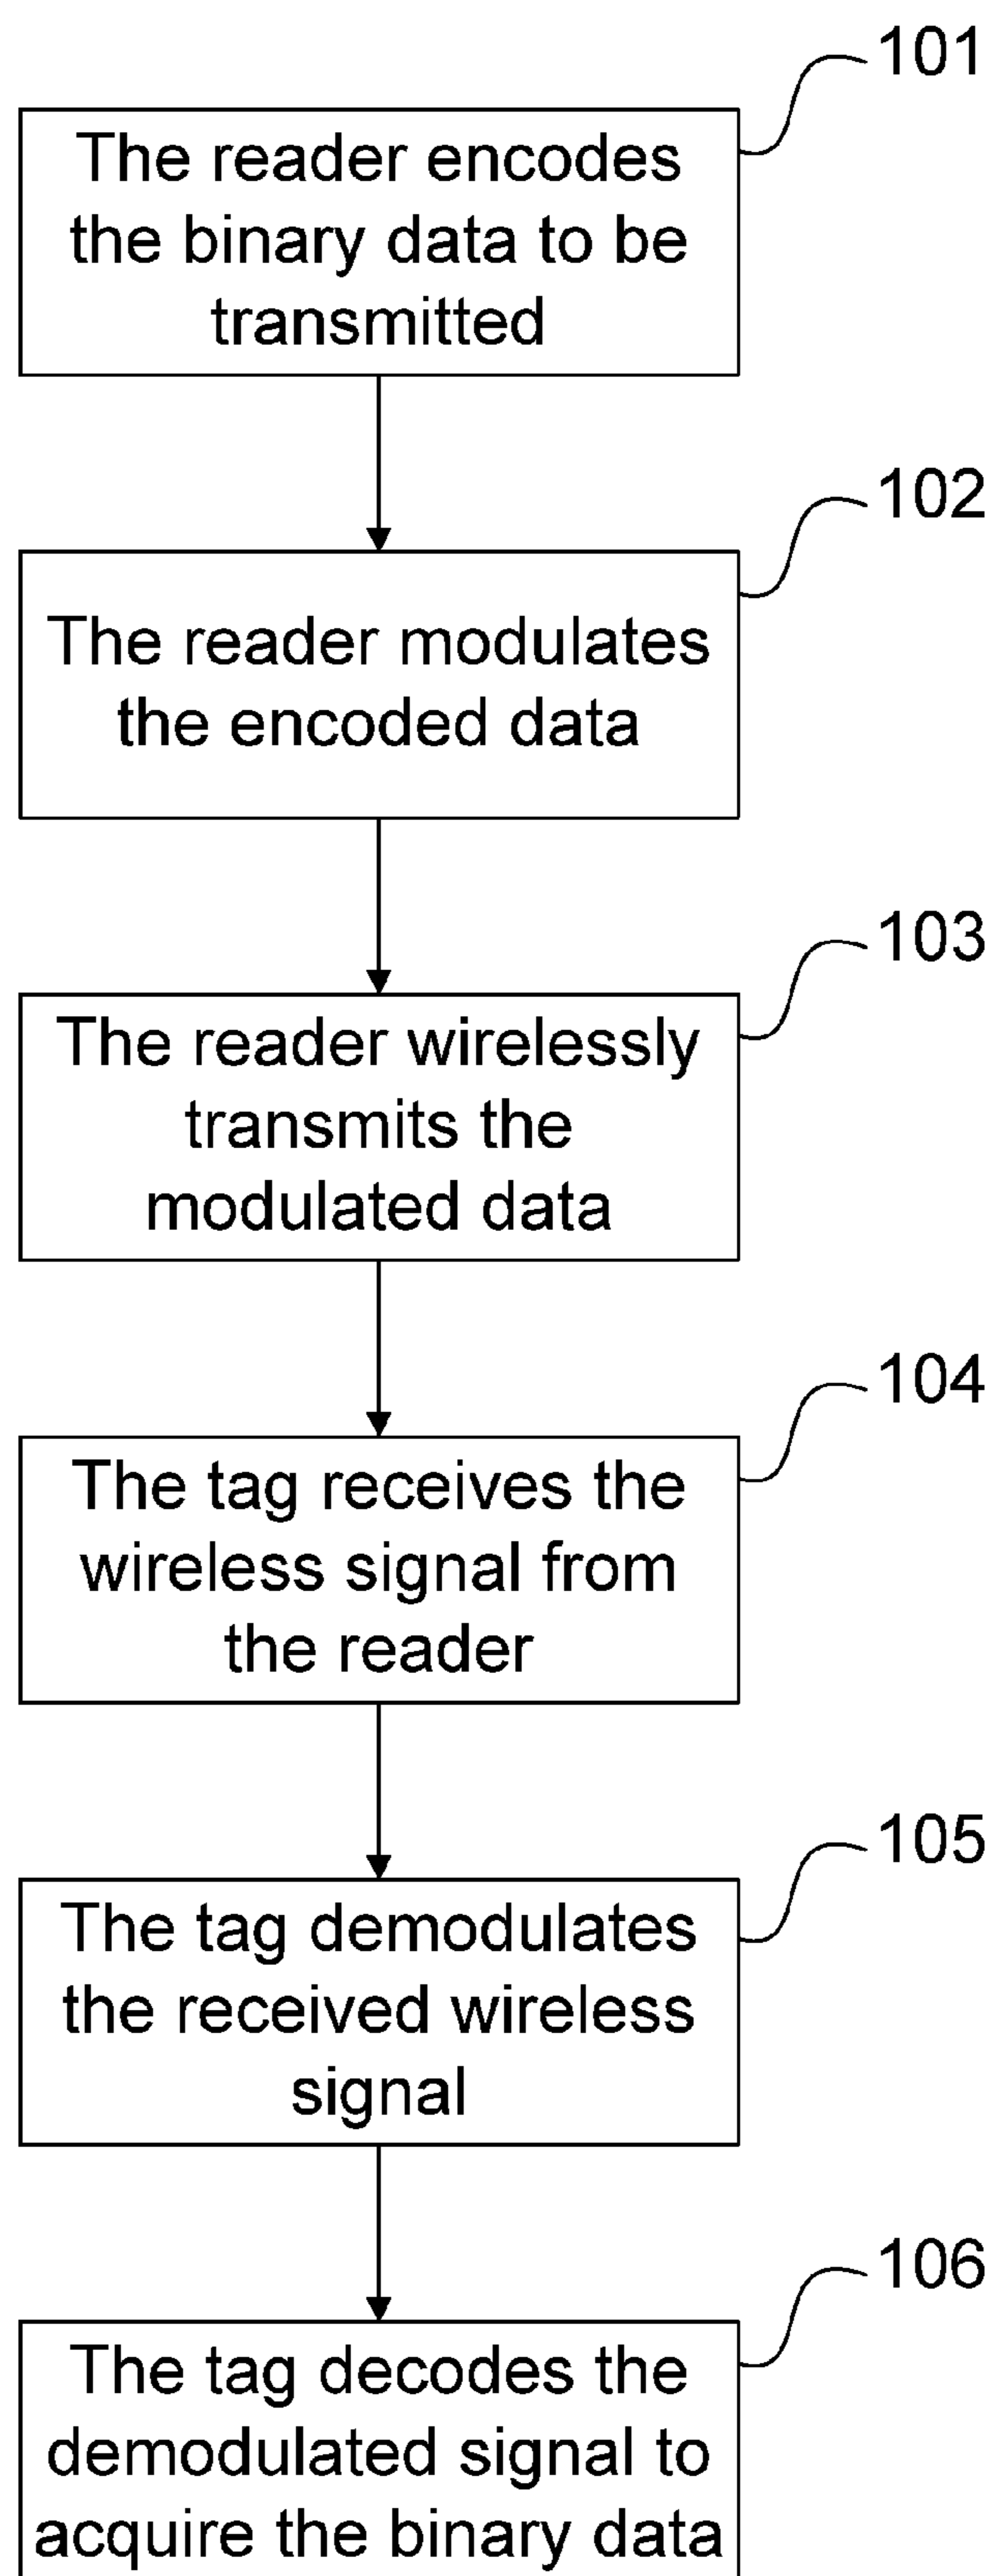 101
The reader encodes
the binary data to be
transmitted
102
The reader modulates
the encoded data
103
The reader wirelessly
transmits the
modulated data
104
The tag receives the
wireless signal from
the reader
105
The tag demodulates
the received wireless
signal
106
The tag decodes the
demodulated signal to
acquire the binary data